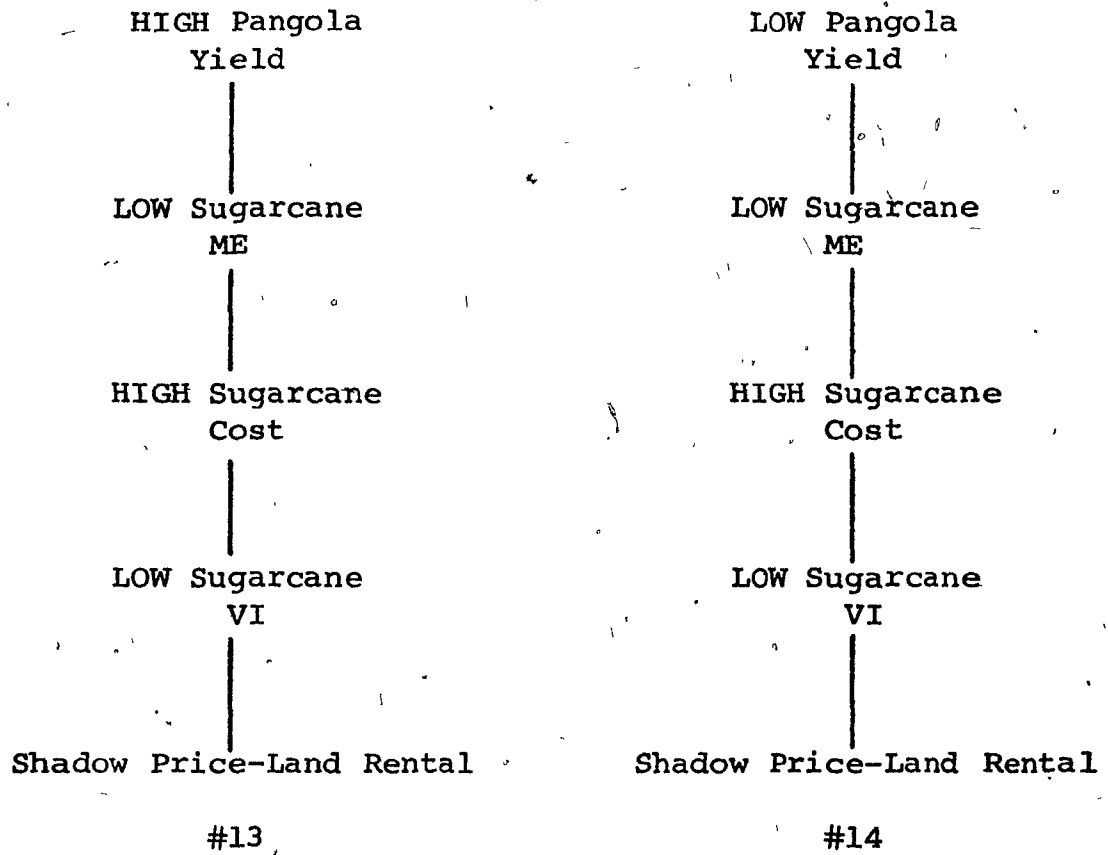 HIGH Pangola
Yield
LOW Sugarcane
ME
HIGH Sugarcane
Cost
LOW Sugarcane
VI
Shadow Price-Land Rental
#13
LOW Pangola
Yield
LOW Sugarcane
ME
HIGH Sugarcane
Cost
LOW Sugarcane
VI
Shadow Price-Land Rental
#14